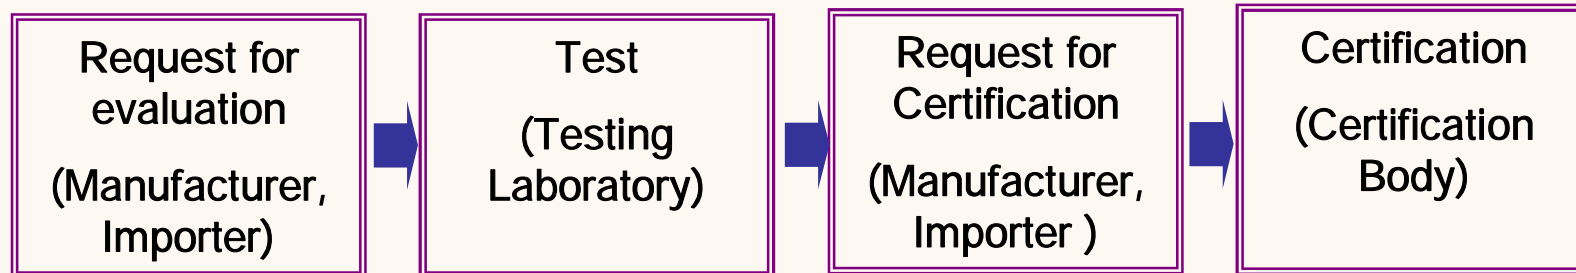 Request for
evaluation
(Manufacturer,
Importer)
Test
(Testing
Laboratory)
Request for
Certification
(Manufacturer,
Importer )
Certification
(Certification
Body)